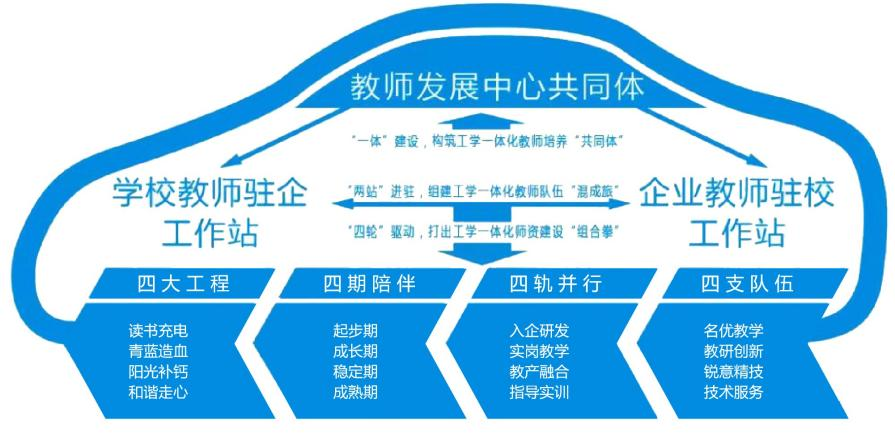 教师发展中心共同体
“一体”建设，构筑工学一体化教师培养“共同体”
学校教师驻企
工作站
“两站”进驻，组建工学一体化教师队伍“混成旅”
企业教师驻校
工作站
“四轮”驱动，打出工学一体化师资建设“组合拳”
四大工程
读书充电
青蓝造血
阳光补钙
和谐走心
四期陪伴
起步期
成长期
稳定期
成熟期
四轨并行
入企研发
实岗教学
教产融合
指导实训
四支队伍
名优教学
教研创新
锐意精技
技术服务